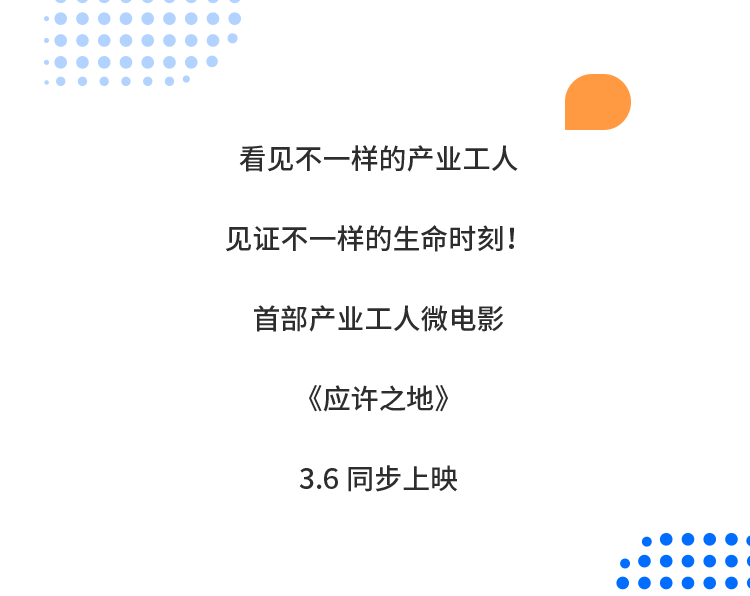 看见不一样的产业工人
见证不一样的生命时刻！
首部产业工人微电影
《应许之地》
3.6 同步上映